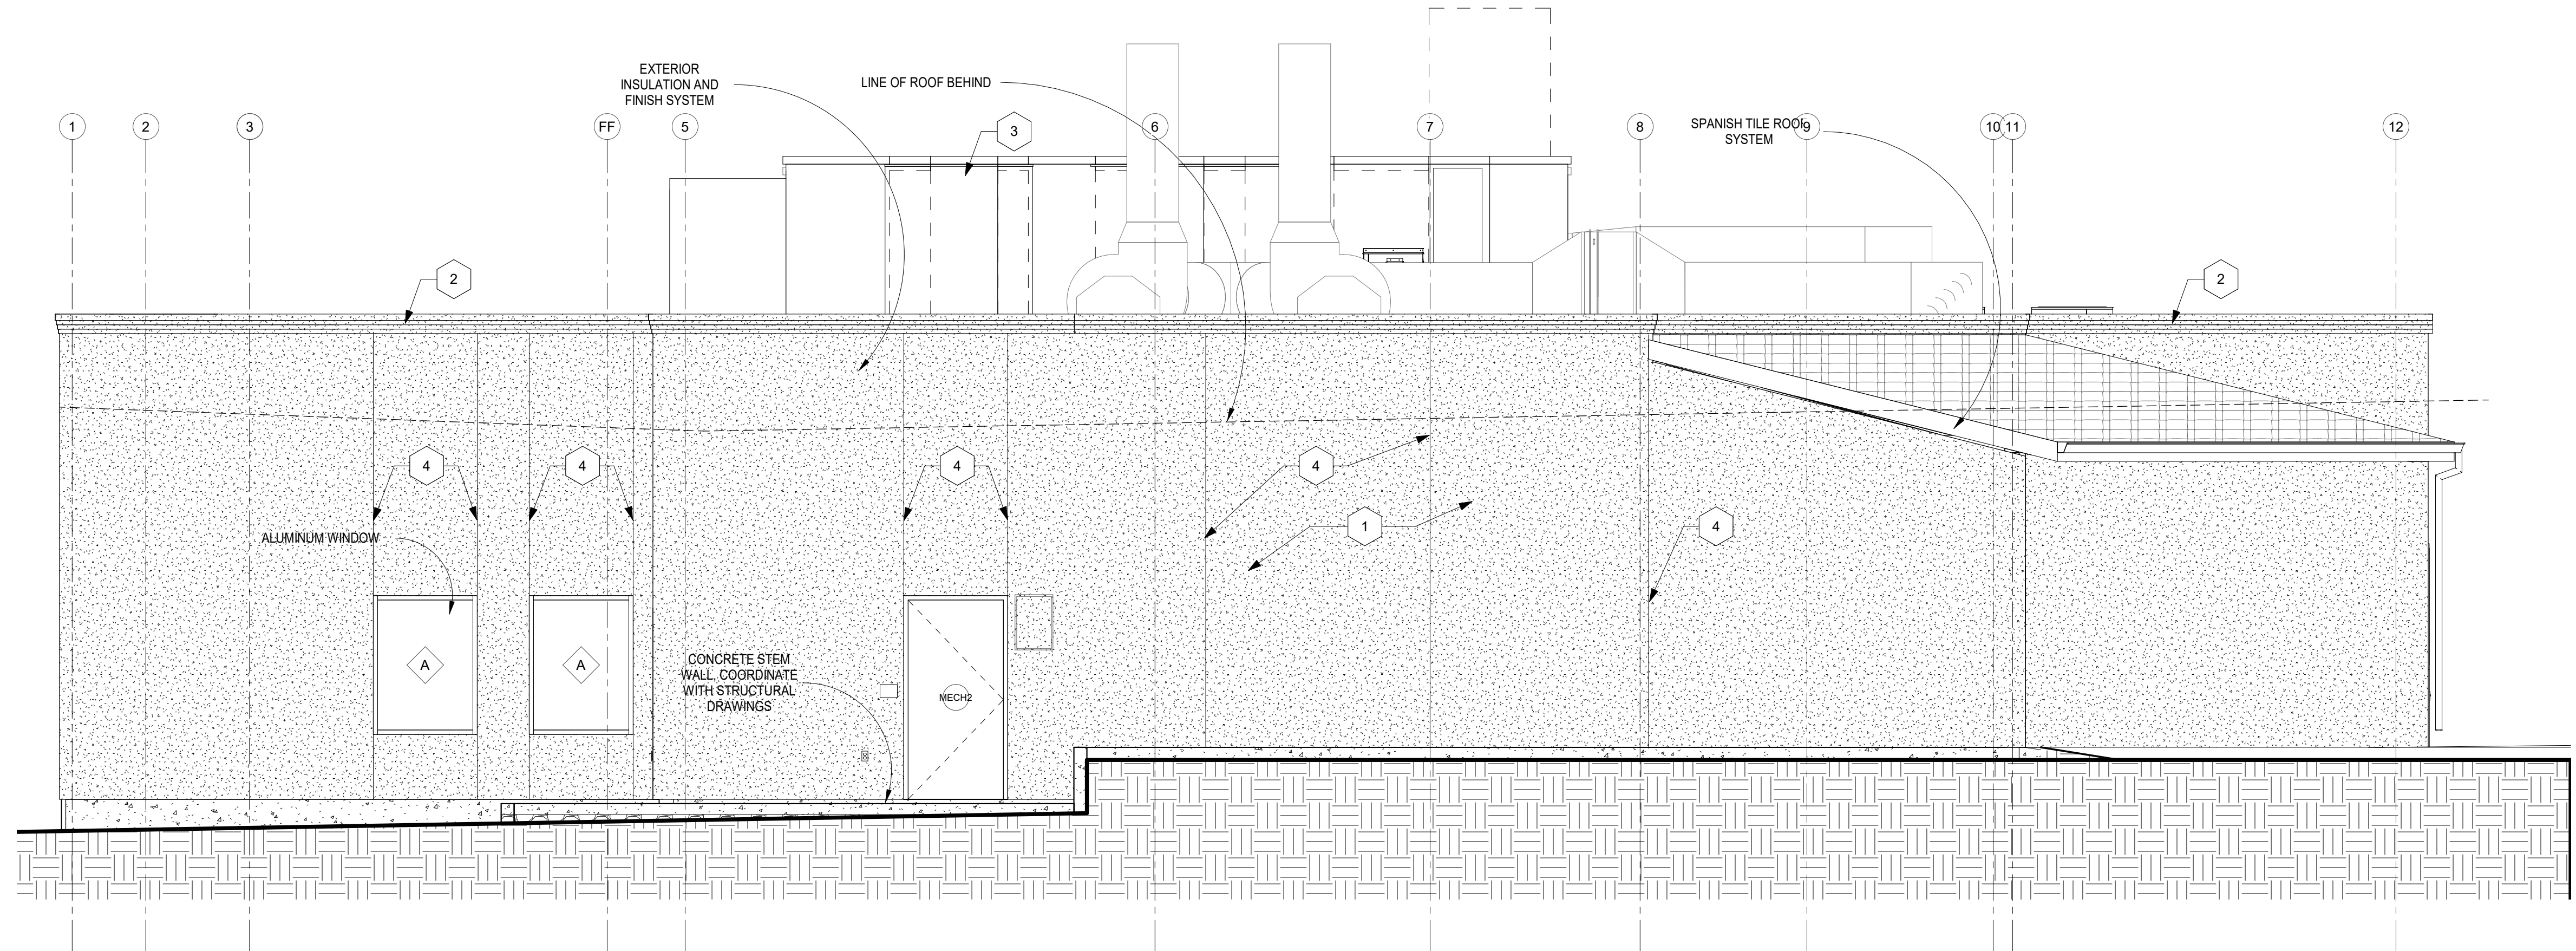 EXTERIOR
INSULATION AND
FINISH SYSTEM
LINE OF ROOF BEHIND
1
2
3
FF
5
3
6
7
8
SPANISH TILE ROOF
SYSTEM
9
10
11
12
2
2
4
4
4
4
1
4
ALUMINUM WINDOW
A
A
CONCRETE STEM
WALL, COORDINATE
WITH STRUCTURAL
DRAWINGS
MECH2